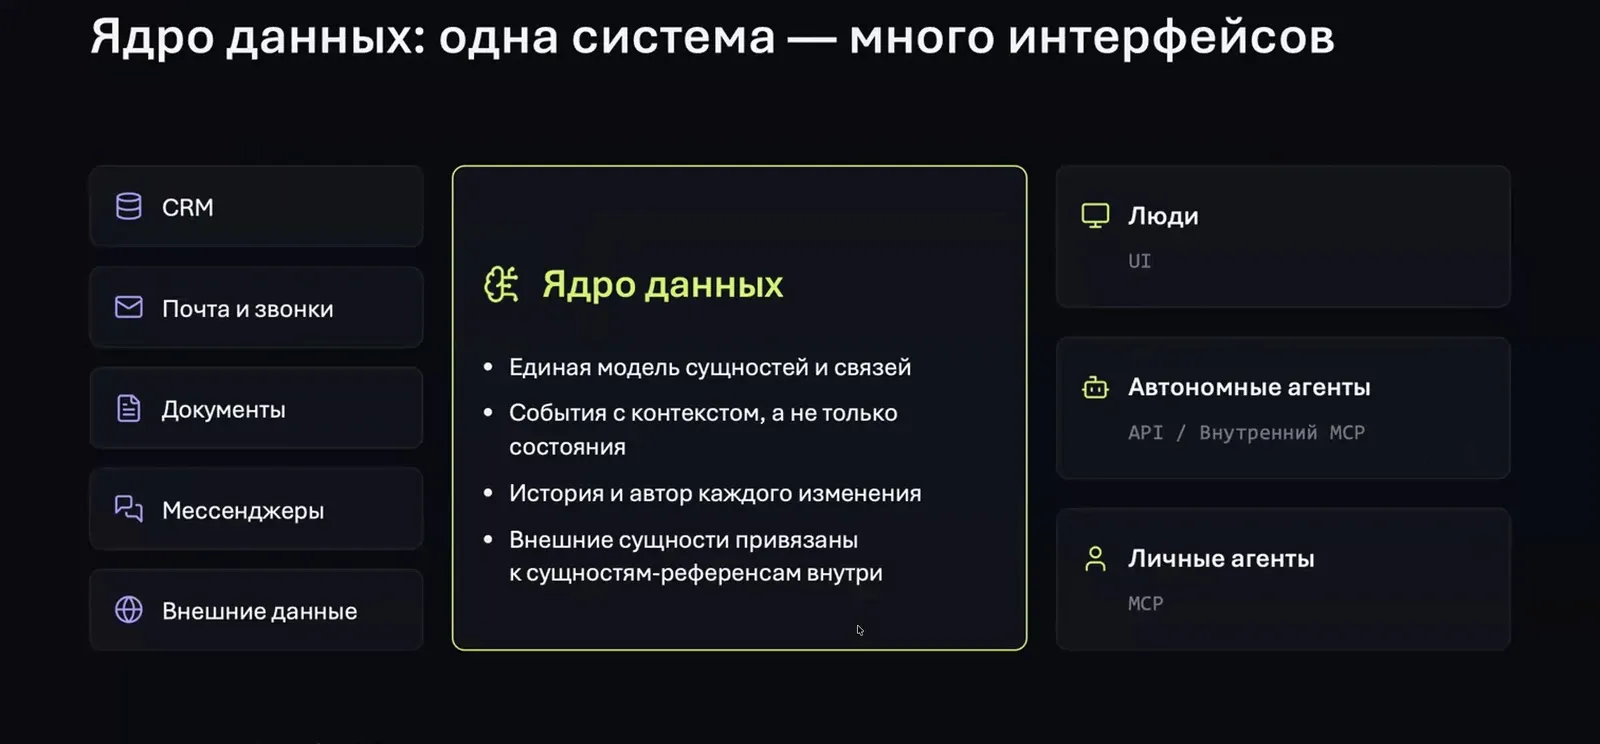 Ядро данных: одна система — много интерфейсов
CRM
Почта и звонки
Документы
Мессенджеры
Внешние данные
Ядро данных
• Единая модель сущностей и связей
• События с контекстом, а не только
состояния
• История и автор каждого изменения
• Внешние сущности привязаны
к сущностям-референсам внутри
Люди
UI
Автономные агенты
API / Внутренний MCP
Личные агенты
MCP